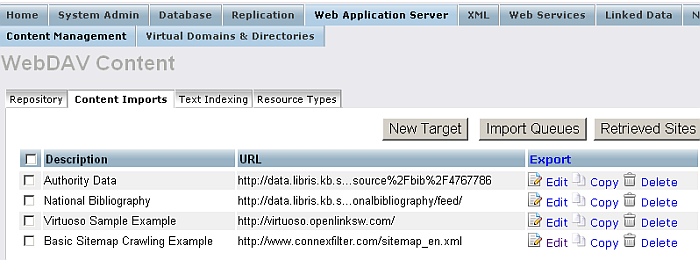 Home System Admin Database Replication Web Application Server XML Web Services Linked Data
Content Management Virtual Domains & Directories
WebDAV Content
Repository Content Imports Text Indexing Resource Types
New Target Import Queues Retrieved Sites
Description URL Export
Authority Data http://data.libris.kb.s...source%2Fbib%2F4767786 Edit Copy Delete
National Bibliography http://data.libris.kb.s...onalbibliography/feed/ Edit Copy Delete
Virtuoso Sample Example http://virtuoso.openlinksw.com/ Edit Copy Delete
Basic Sitemap Crawling Example http://www.connexfilter.com/sitemap_en.xml Edit Copy Delete